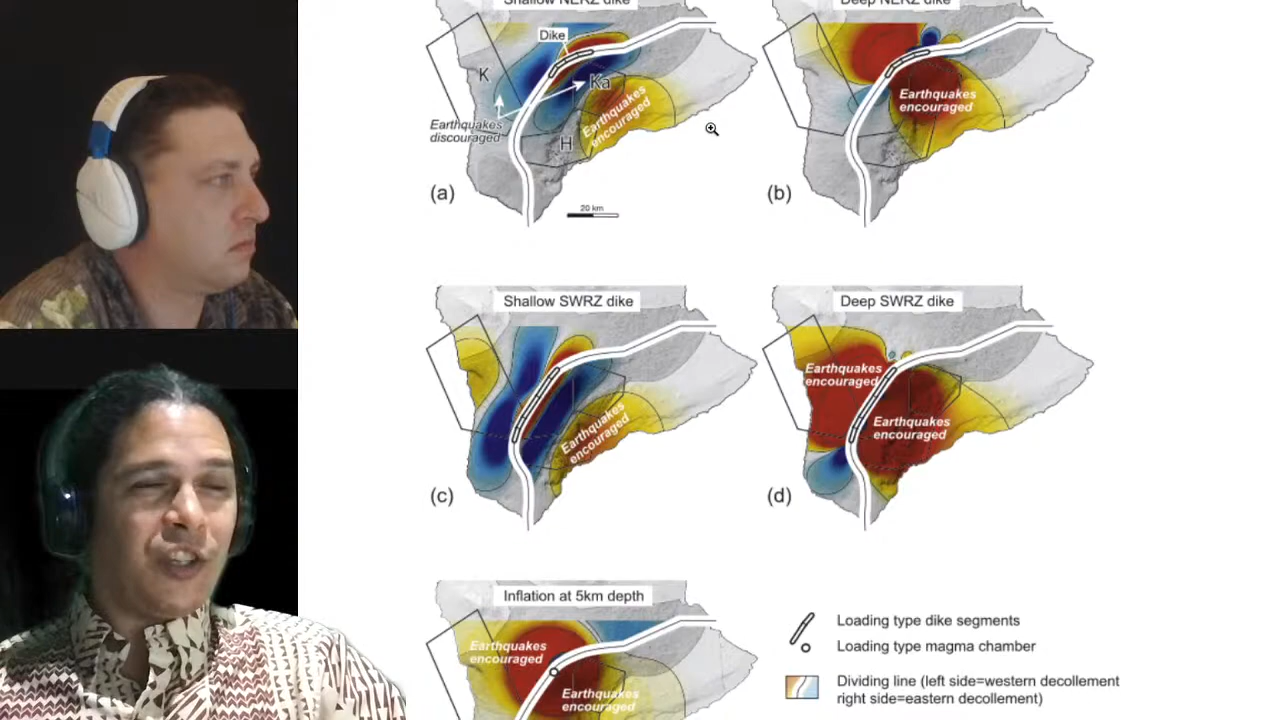 Shallow NERZ dike
Deep NERZ dike
Dike
K
Ka
Earthquakes
discouraged
Earthquakes
encouraged
H
20 km
(a)
Earthquakes
encouraged
(b)
Shallow SWRZ dike
Deep SWRZ dike
Earthquakes
encouraged
(c)
Earthquakes
encouraged
Earthquakes
encouraged
(d)
Inflation at 5km depth
Earthquakes
encouraged
Earthquakes
encouraged
Loading type dike segments
Loading type magma chamber
Dividing line (left side=western decollement
right side=eastern decollement)